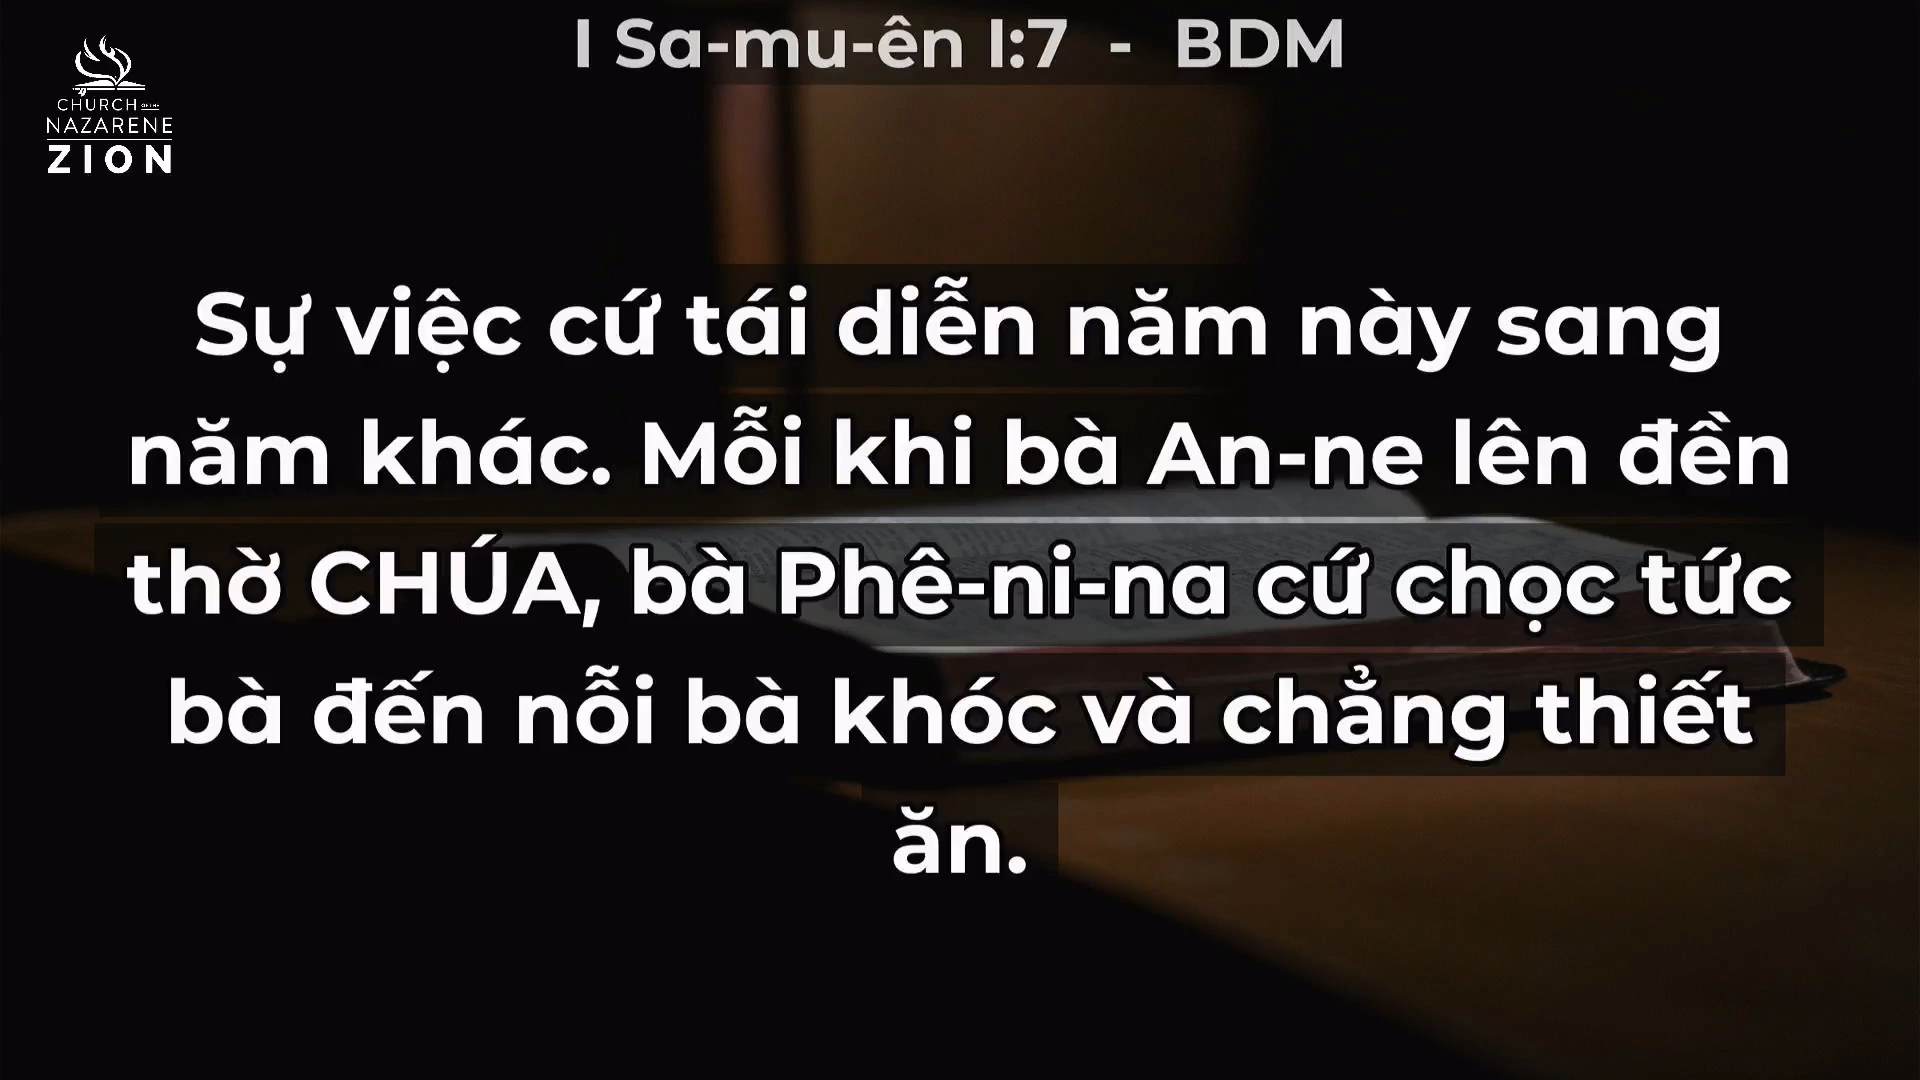 I Sa-mu-ên I:7 - BDM
CHURCH OF THE
NAZARENE
ZION
Sự việc cứ tái diễn năm này sang
năm khác. Mỗi khi bà An-ne lên đền
thờ CHÚA, bà Phê-ni-na cứ chọc tức
bà đến nỗi bà khóc và chẳng thiết
ăn.